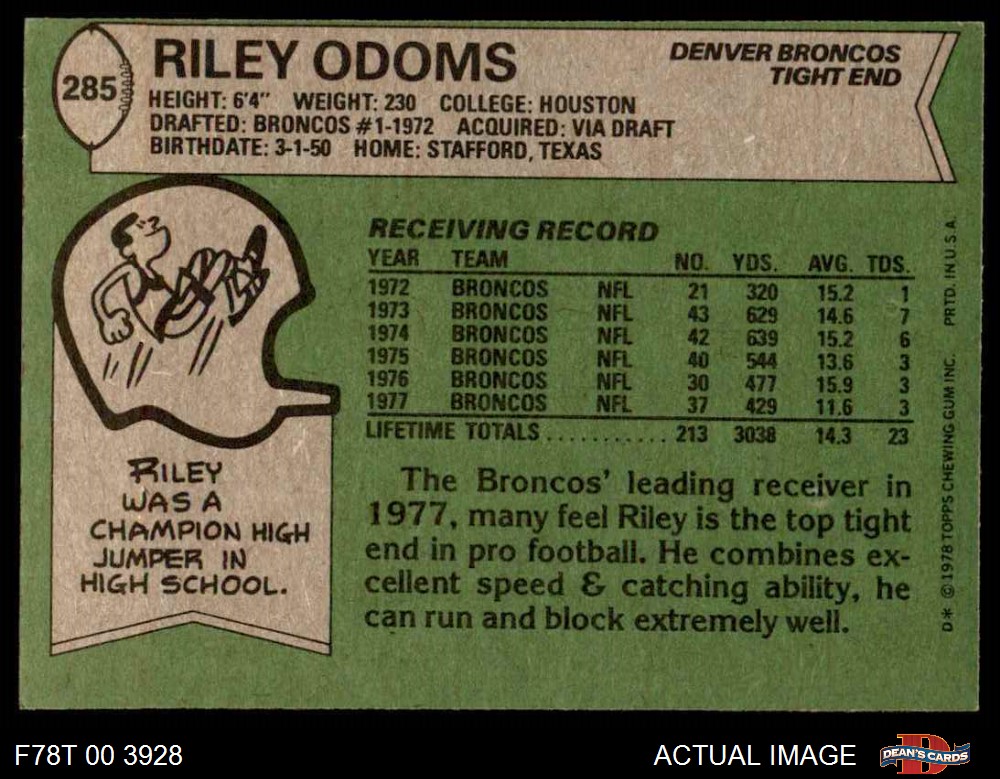 285
RILEY ODOMS
DENVER BRONCOS
TIGHT END
HEIGHT: 6'4" WEIGHT: 230 COLLEGE: HOUSTON
DRAFTED: BRONCOS #1-1972 ACQUIRED: VIA DRAFT
BIRTHDATE: 3-1-50 HOME: STAFFORD, TEXAS
RECEIVING RECORD
YEAR TEAM NO. YDS. AVG. TDS.
1972 BRONCOS NFL 21 320 15.2 1
1973 BRONCOS NFL 43 629 14.6 7
1974 BRONCOS NFL 42 639 15.2 6
1975 BRONCOS NFL 40 544 13.6 3
1976 BRONCOS NFL 30 477 15.9 3
1977 BRONCOS NFL 37 429 11.6 3
LIFETIME TOTALS ........... 213 3038 14.3 23
RILEY
WAS A
CHAMPION HIGH
JUMPER IN
HIGH SCHOOL.
The Broncos' leading receiver in
1977, many feel Riley is the top tight
end in pro football. He combines ex-
cellent speed & catching ability, he
can run and block extremely well.
D* © 1978 TOPPS CHEWING GUM INC. PRTD. IN U.S.A.
F78T 00 3928
ACTUAL IMAGE
DEAN'S CARDS